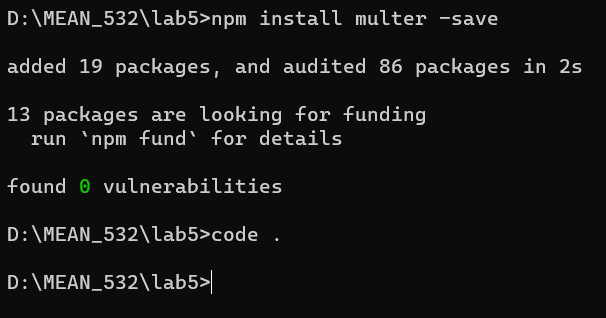 D:\MEAN_532\lab5>npm install multer -save
added 19 packages, and audited 86 packages in 2s
13 packages are looking for funding
run `npm fund` for details
found 0 vulnerabilities
D:\MEAN_532\lab5>code .
D:\MEAN_532\lab5>